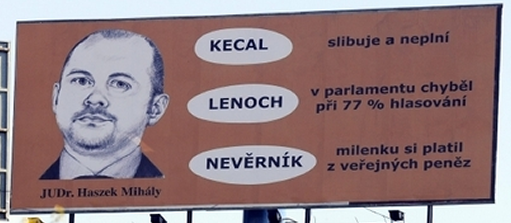 KECAL
slibuje a neplní
LENOCH
v parlamentu chyběl
při 77 % hlasování
NEVĚRNÍK
milenku si platil
z veřejných peněz
JUDr. Haszek Mihály